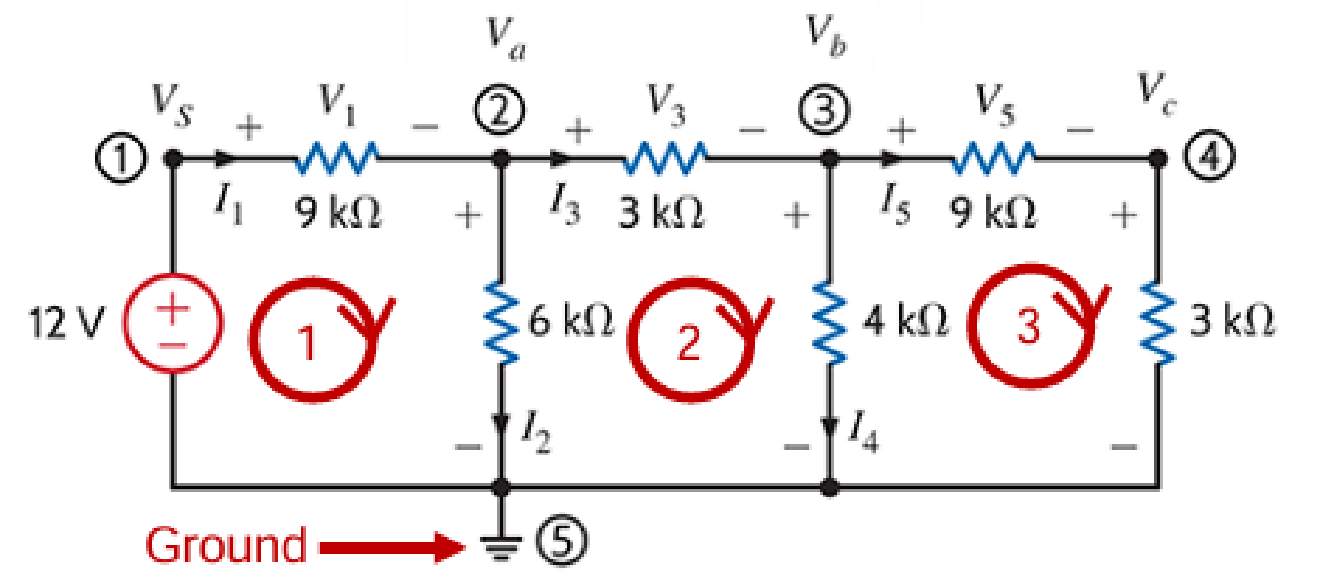 V_a V_b
V_S V_1 ② V_3 ③ V_5 V_c
+ − + − + −
① ④
I_1 9 kΩ + I_3 3 kΩ + I_5 9 kΩ +
12 V + − 1 6 kΩ 2 4 kΩ 3 3 kΩ
− I_2 − I_4 −
Ground ⑤